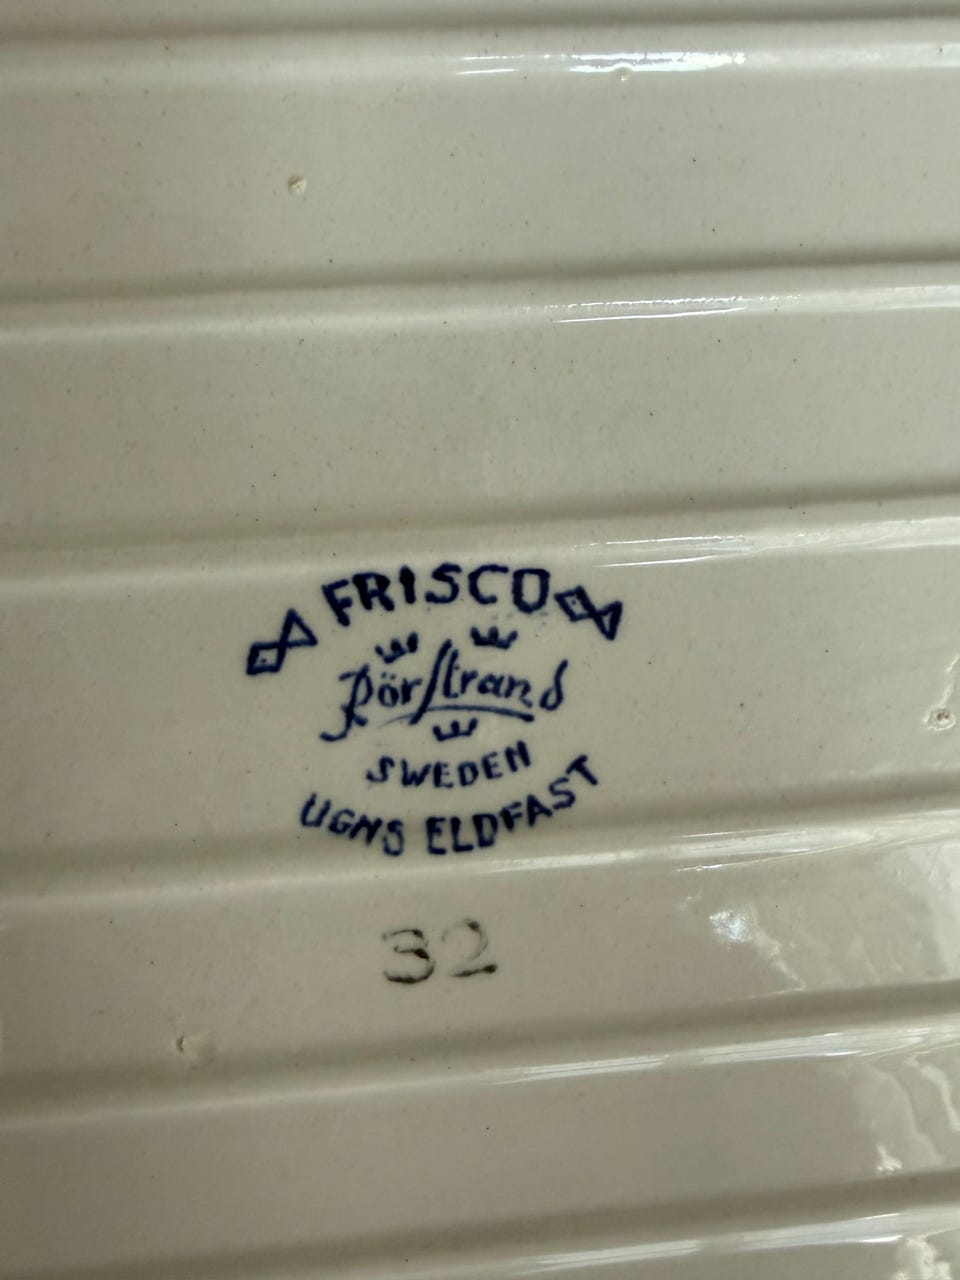 FRISCO
Rörstrand
SWEDEN
UGNS ELDFAST
32